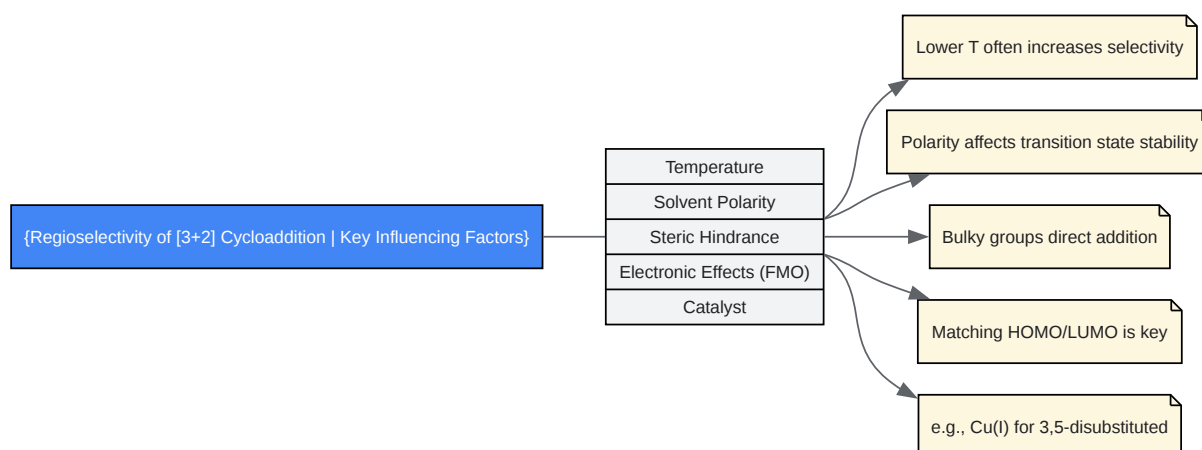 {Regioselectivity of [3+2] Cycloaddition | Key Influencing Factors}
Temperature
Solvent Polarity
Steric Hindrance
Electronic Effects (FMO)
Catalyst
Lower T often increases selectivity
Polarity affects transition state stability
Bulky groups direct addition
Matching HOMO/LUMO is key
e.g., Cu(I) for 3,5-disubstituted